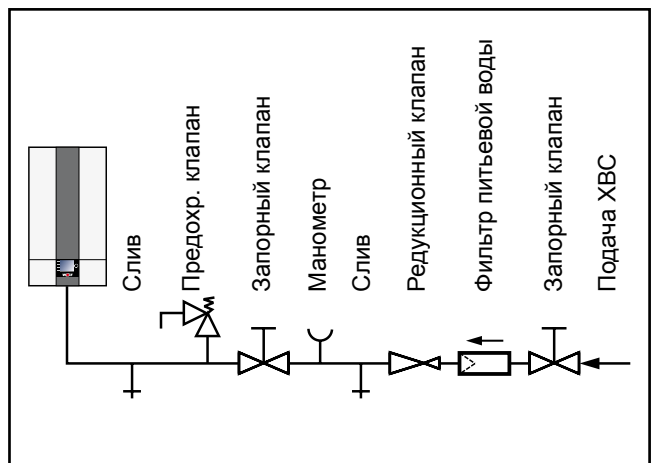 Слив
Предохр. клапан
Запорный клапан
Манометр
Слив
Редукционный клапан
Фильтр питьевой воды
Запорный клапан
Подача ХВС